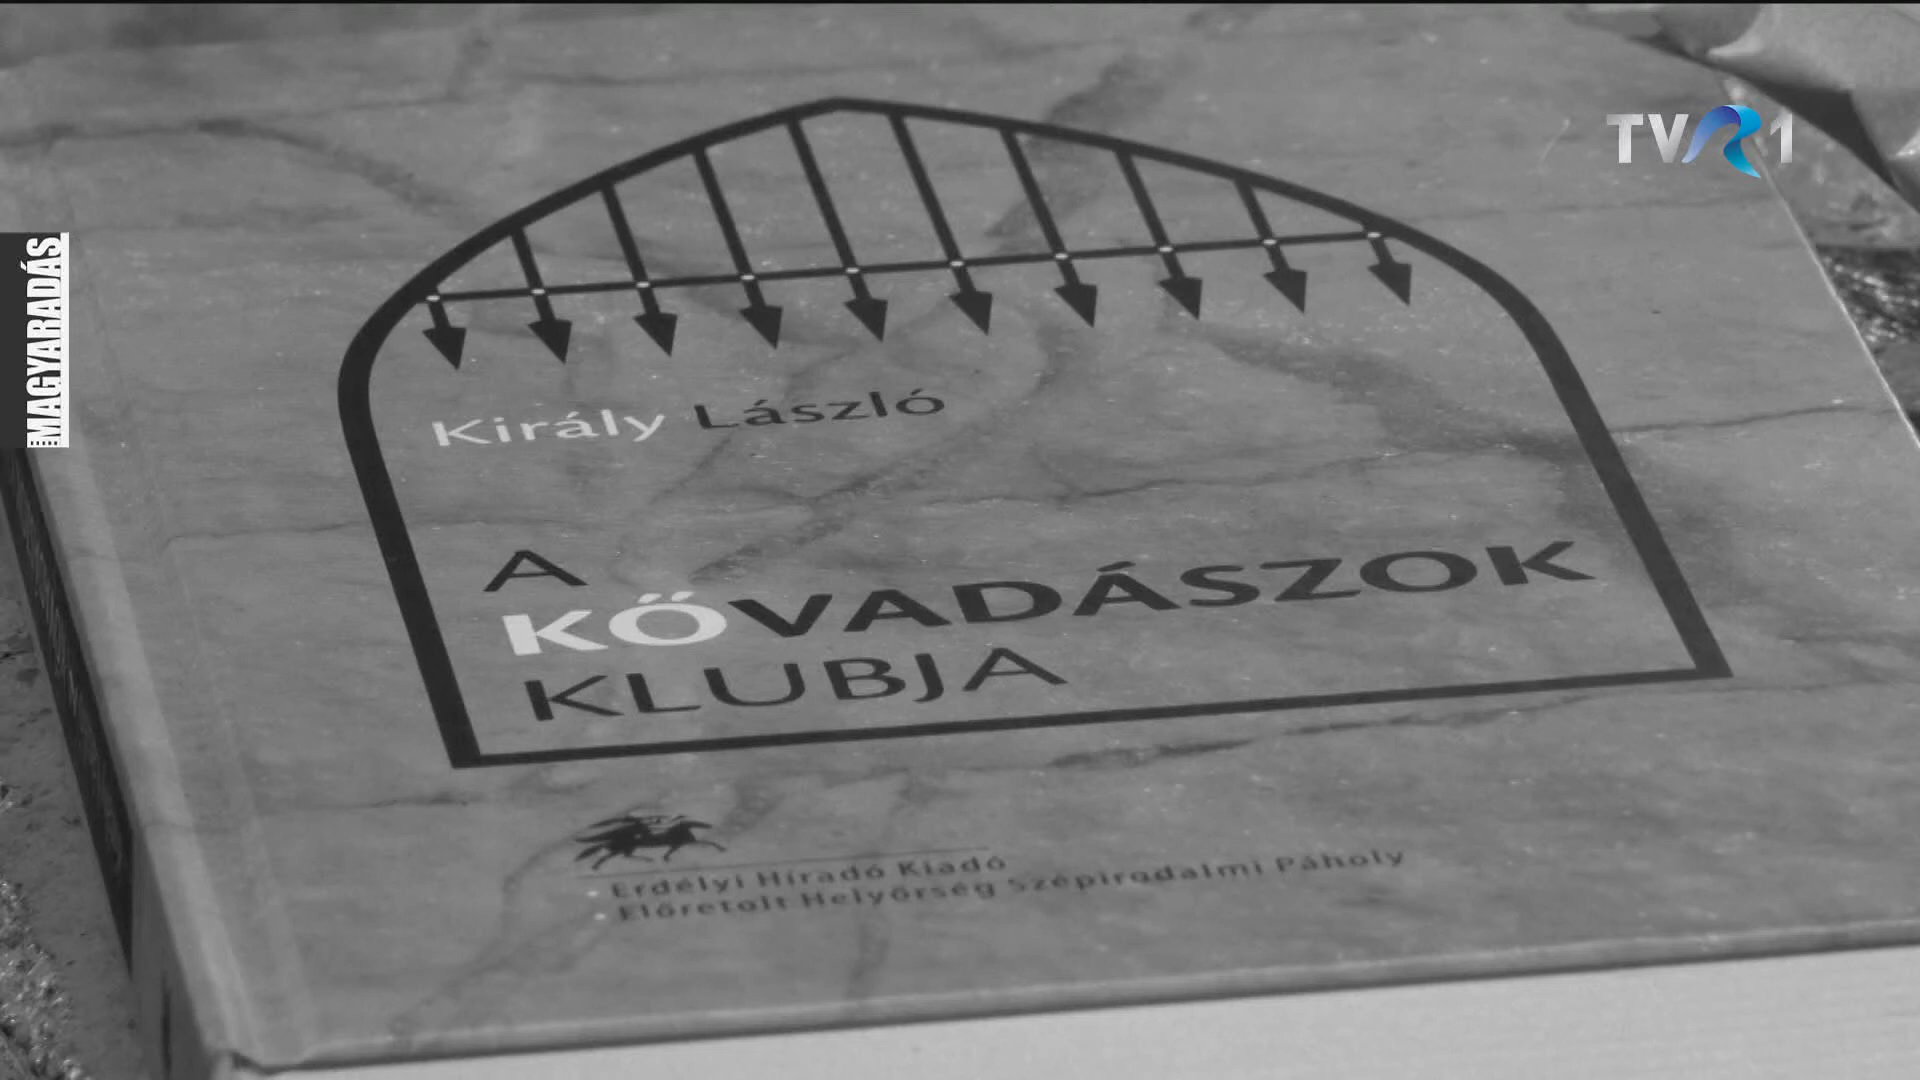 TVR1
MAGYARADÁS
Király László
A
KŐVADÁSZOK
KLUBJA
• Erdélyi Híradó Kiadó
• Előretolt Helyőrség Szépirodalmi Páholy